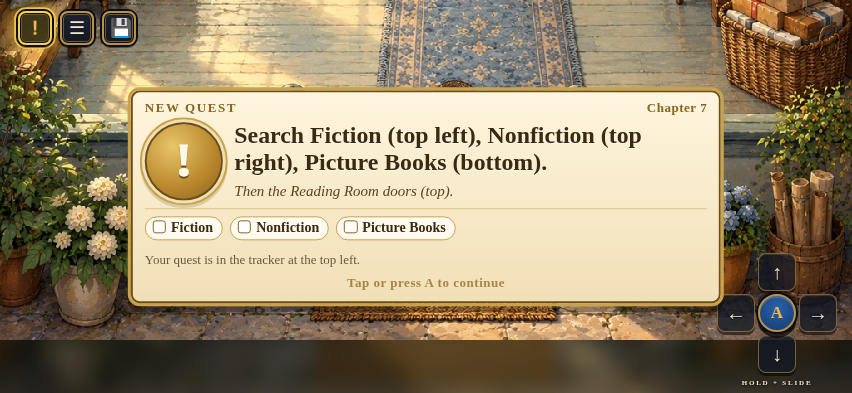 !
NEW QUEST
Chapter 7
!
Search Fiction (top left), Nonfiction (top
right), Picture Books (bottom).
Then the Reading Room doors (top).
Fiction
Nonfiction
Picture Books
Your quest is in the tracker at the top left.
Tap or press A to continue
↑
← A →
↓
HOLD + SLIDE